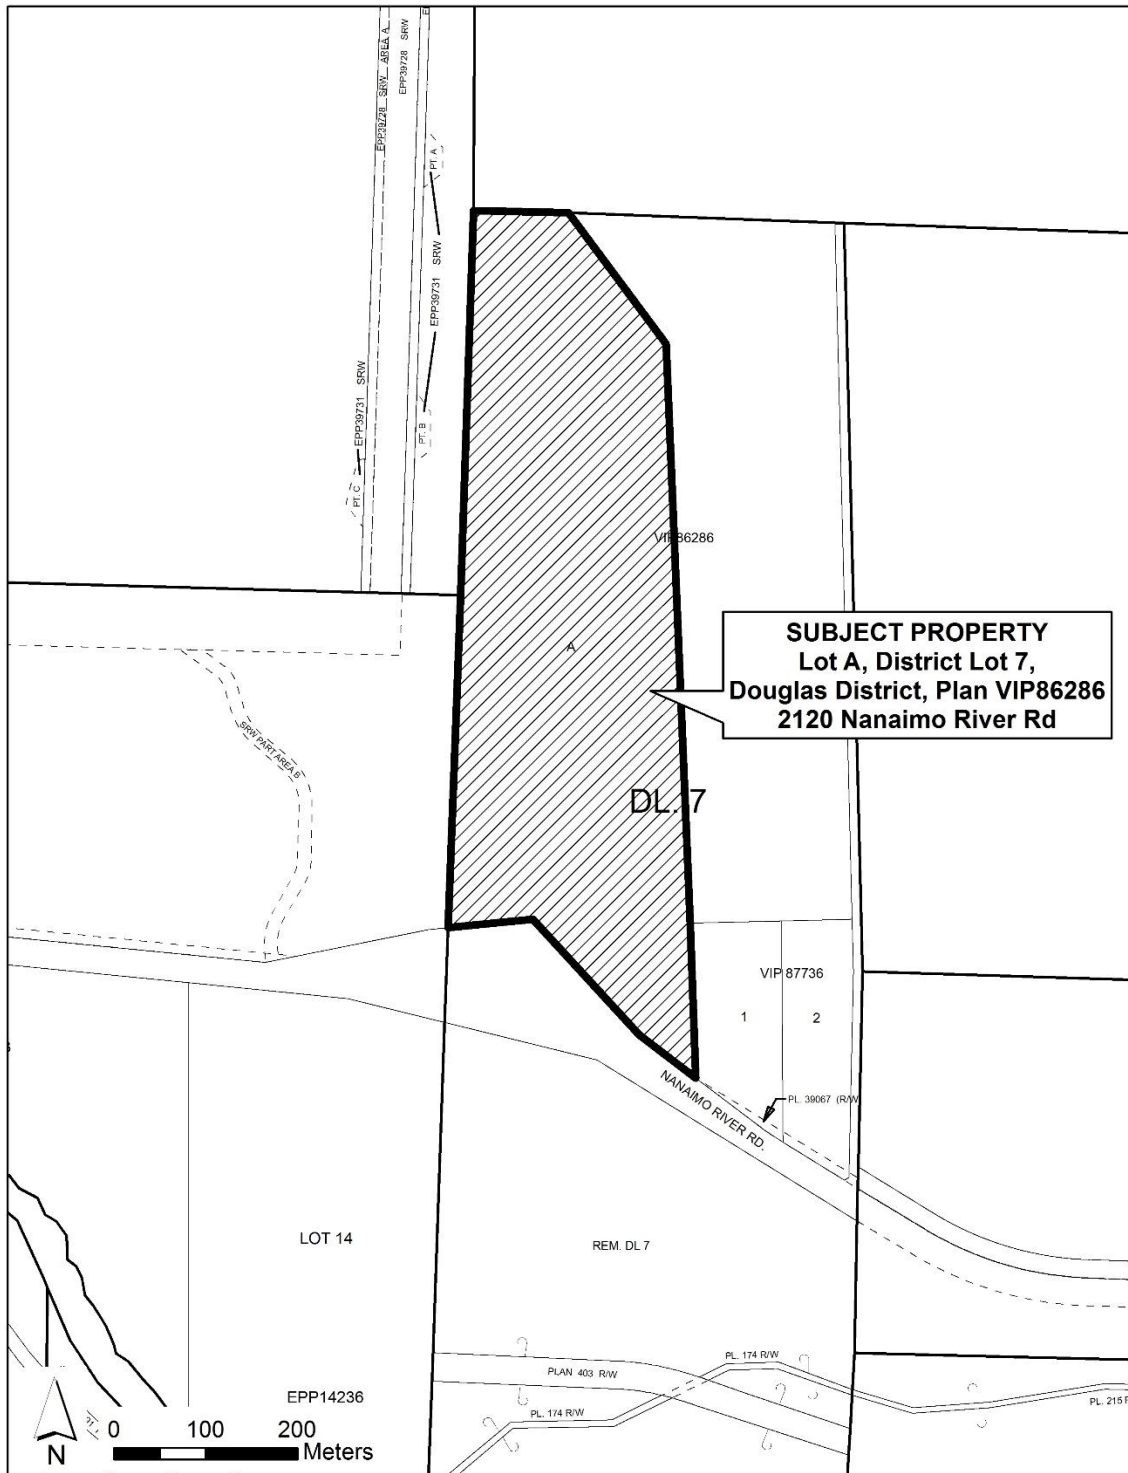 EPP39728 SRW AREA A
EPP39728 SRW
PT. A
EPP39731 SRW
EPP39731 SRW
PT. B
PT. C
VIP86286
A
SUBJECT PROPERTY
Lot A, District Lot 7,
Douglas District, Plan VIP86286
2120 Nanaimo River Rd
SRW PART AREA B
DL. 7
VIP 87736
1
2
PL. 39067 (R/W
NANAIMO RIVER RD.
LOT 14
REM. DL 7
PL. 174 R/W
PLAN 403 R/W
PL. 215 R
EPP14236
PL. 174 R/W
0 100 200
Meters
N